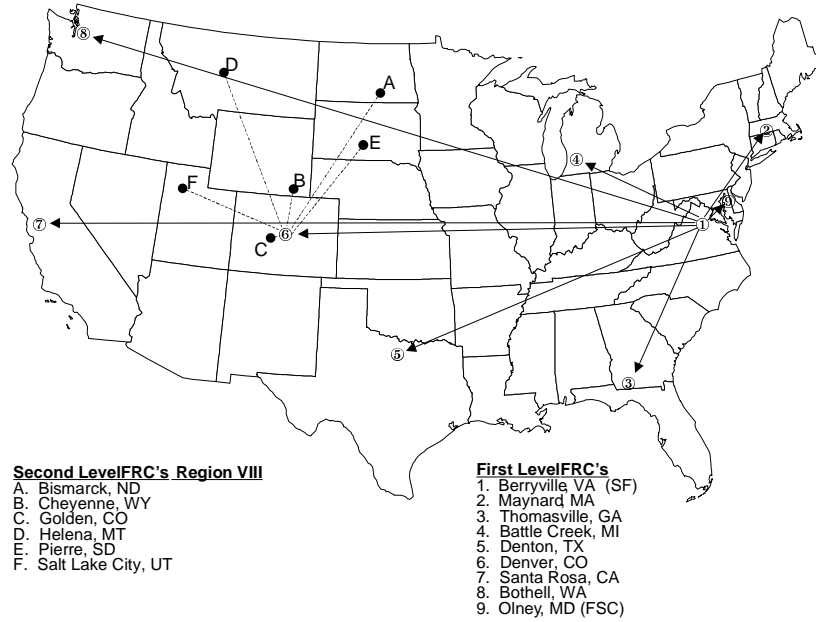 8
D
A
2
E
4
F
B
9
7
6
1
C
5
3
Second LevelFRC's Region VIII
A. Bismarck, ND
B. Cheyenne, WY
C. Golden, CO
D. Helena, MT
E. Pierre, SD
F. Salt Lake City, UT
First LevelFRC's
1. Berryville, VA (SF)
2. Maynard, MA
3. Thomasville, GA
4. Battle Creek, MI
5. Denton, TX
6. Denver, CO
7. Santa Rosa, CA
8. Bothell, WA
9. Olney, MD (FSC)